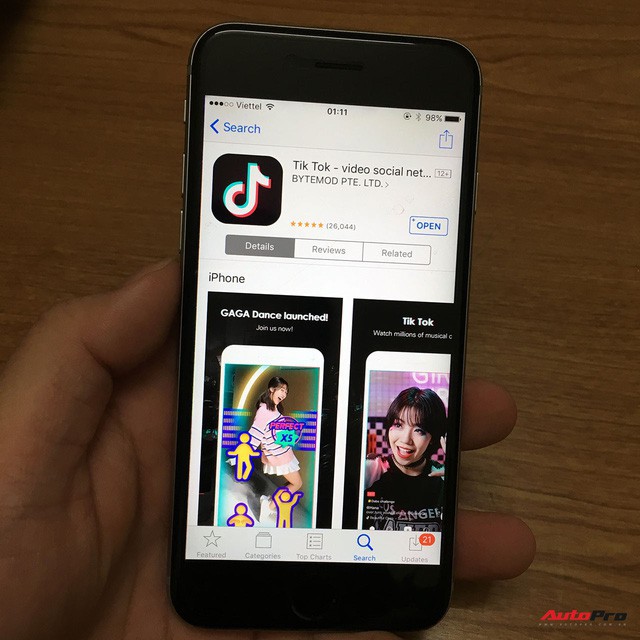 Viettel
01:11
98%
Search
Tik Tok - video social net...
12+
BYTEMOD PTE. LTD.
(26,044)
OPEN
Details
Reviews
Related
iPhone
GAGA Dance launched!
Join us now!
PERFECT
X5
Tik Tok
Watch millions of musical c
Featured
Categories
Top Charts
Search
Updates
21
AutoPro